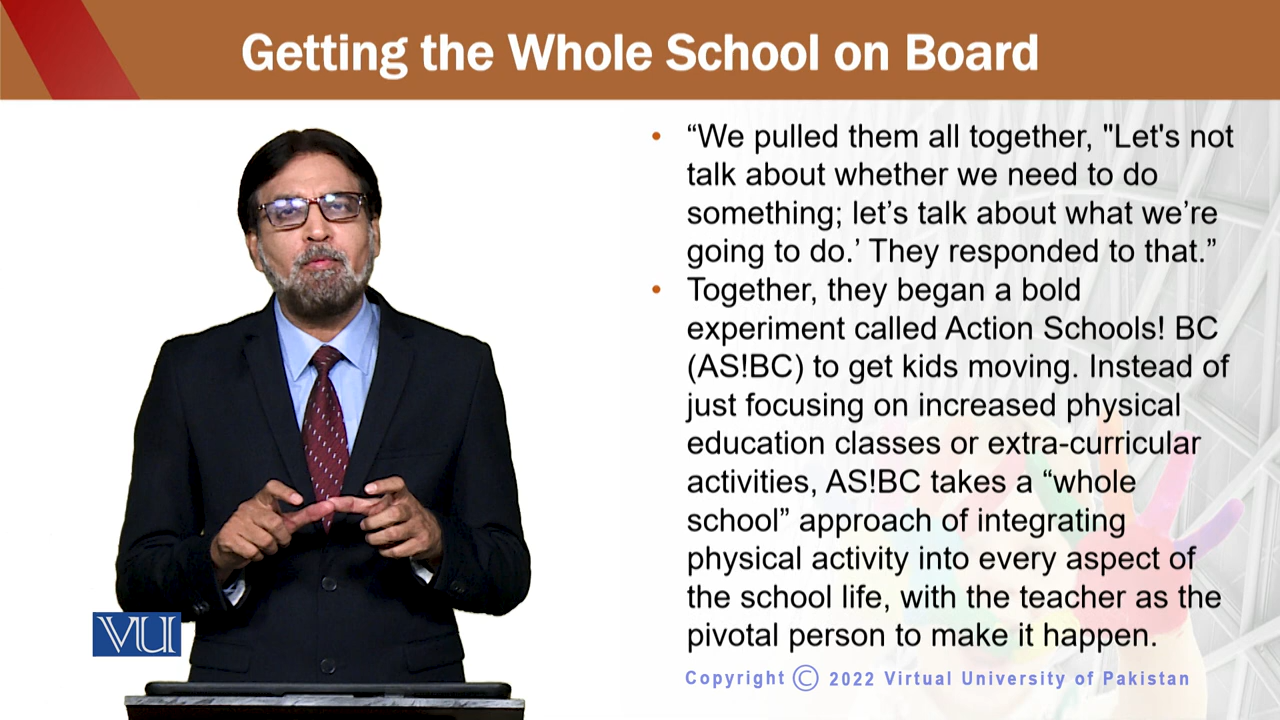 Getting the Whole School on Board
• “We pulled them all together, "Let's not
talk about whether we need to do
something; let’s talk about what we’re
going to do.’ They responded to that.”
• Together, they began a bold
experiment called Action Schools! BC
(AS!BC) to get kids moving. Instead of
just focusing on increased physical
education classes or extra-curricular
activities, AS!BC takes a “whole
school” approach of integrating
physical activity into every aspect of
the school life, with the teacher as the
pivotal person to make it happen.
VU
Copyright © 2022 Virtual University of Pakistan